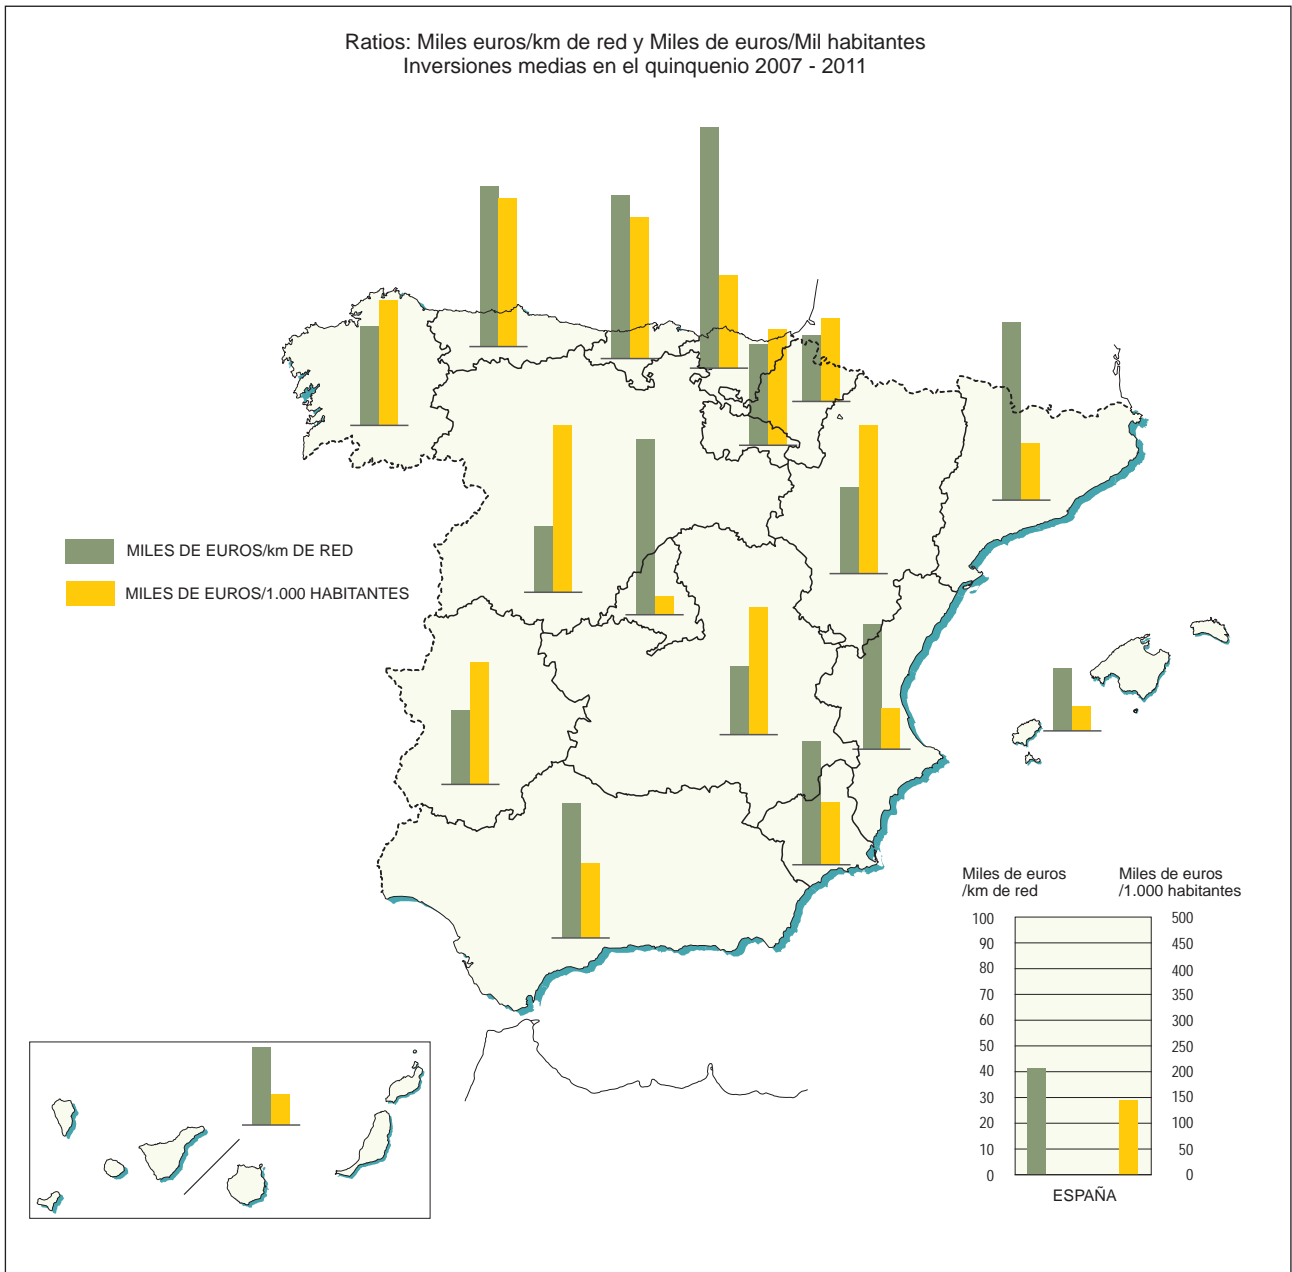 Ratios: Miles euros/km de red y Miles de euros/Mil habitantes
Inversiones medias en el quinquenio 2007 - 2011
MILES DE EUROS/km DE RED
MILES DE EUROS/1.000 HABITANTES
Miles de euros
/km de red
Miles de euros
/1.000 habitantes
100 500
90 450
80 400
70 350
60 300
50 250
40 200
30 150
20 100
10 50
0 0
ESPAÑA